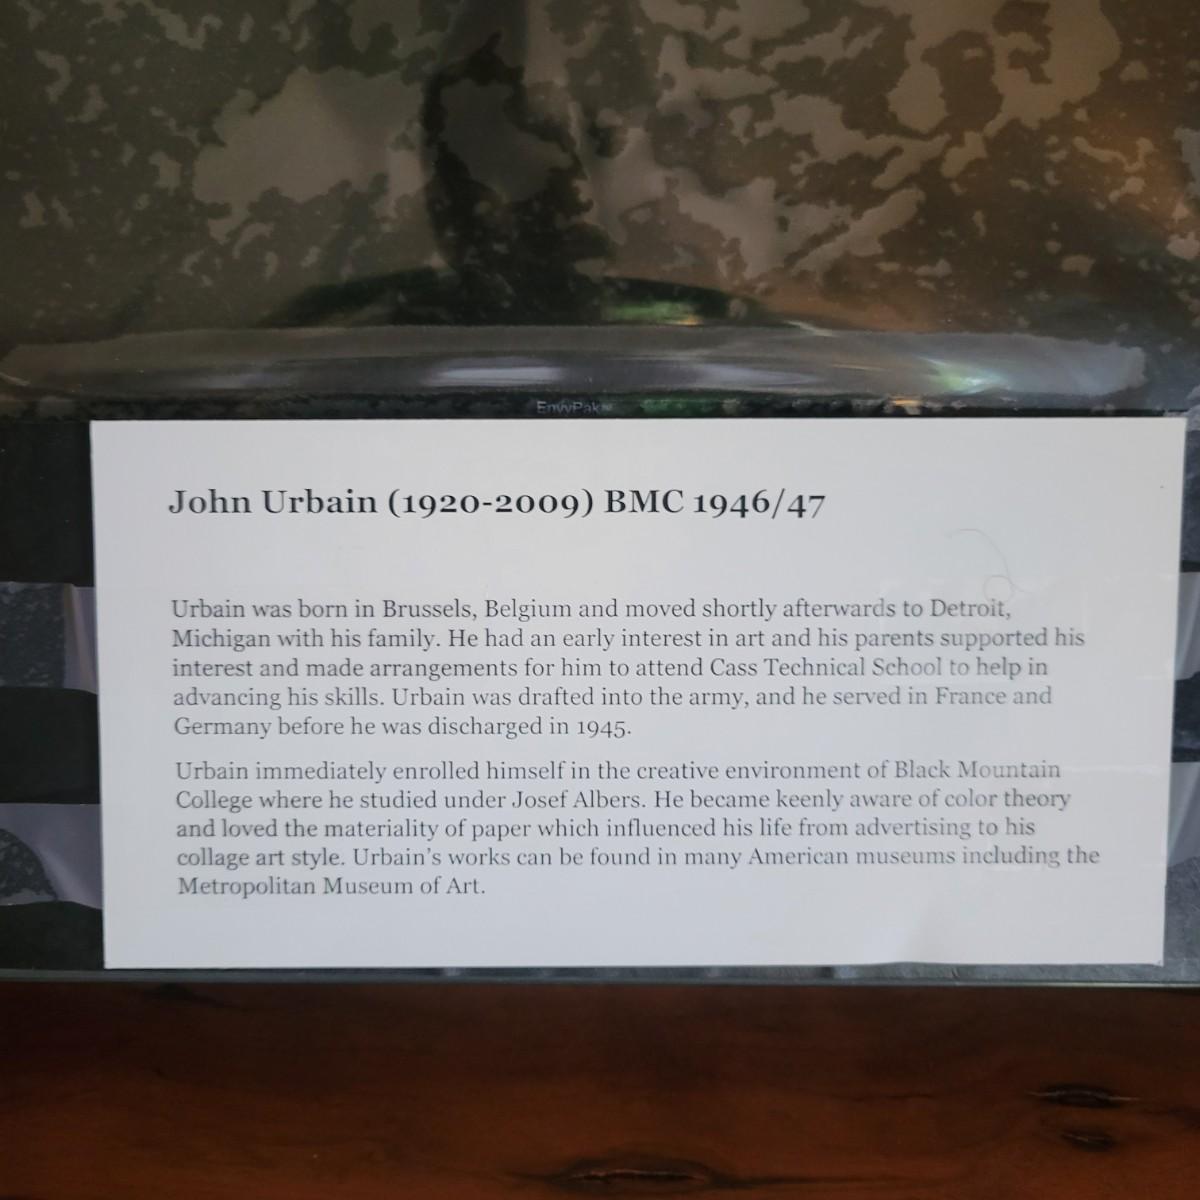 EnvyPak™
John Urbain (1920-2009) BMC 1946/47
Urbain was born in Brussels, Belgium and moved shortly afterwards to Detroit,
Michigan with his family. He had an early interest in art and his parents supported his
interest and made arrangements for him to attend Cass Technical School to help in
advancing his skills. Urbain was drafted into the army, and he served in France and
Germany before he was discharged in 1945.
Urbain immediately enrolled himself in the creative environment of Black Mountain
College where he studied under Josef Albers. He became keenly aware of color theory
and loved the materiality of paper which influenced his life from advertising to his
collage art style. Urbain’s works can be found in many American museums including the
Metropolitan Museum of Art.